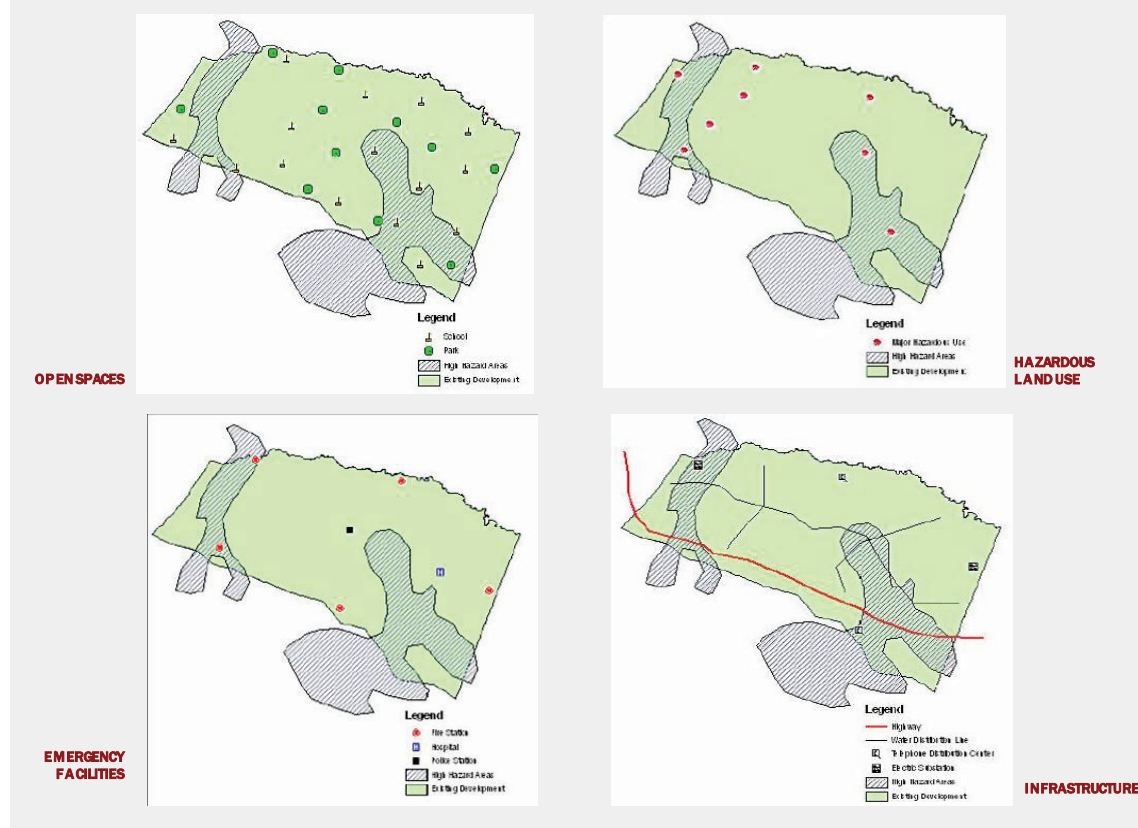 Legend
School
Park
High Hazard Areas
Existing Development
OPEN SPACES
Legend
Major Hazardous Use
High Hazard Areas
Existing Development
HAZARDOUS
LAND USE
H
Legend
Fire Station
H Hospital
Police Station
High Hazard Areas
Existing Development
EMERGENCY
FACILITIES
Legend
Highway
Water Distribution Line
Telephone Distribution Center
Electric Substation
High Hazard Areas
Existing Development
INFRASTRUCTURE